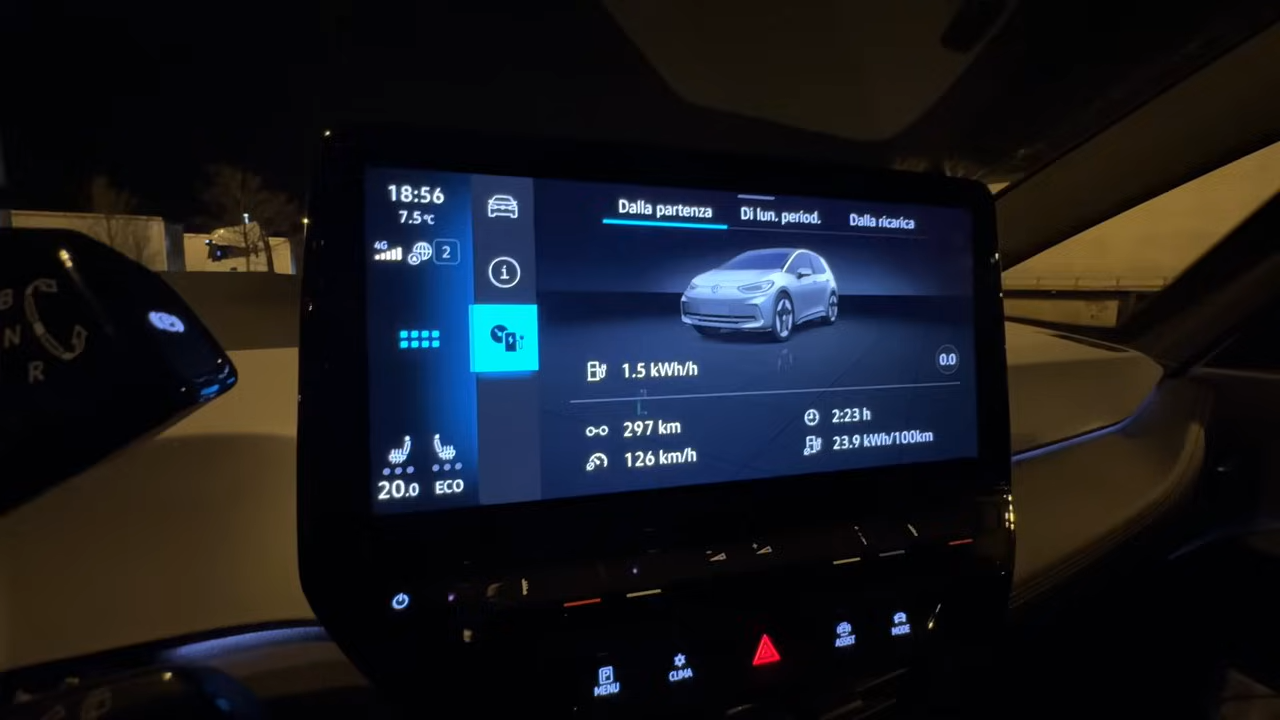 18:56
7.5°C
4G
2
20.0 ECO
Dalla partenza
Di lun. period.
Dalla ricarica
1.5 kWh/h
0.0
297 km
2:23 h
126 km/h
23.9 kWh/100km
B
N
R
P
MENU
CLIMA
ASSIST
MODE